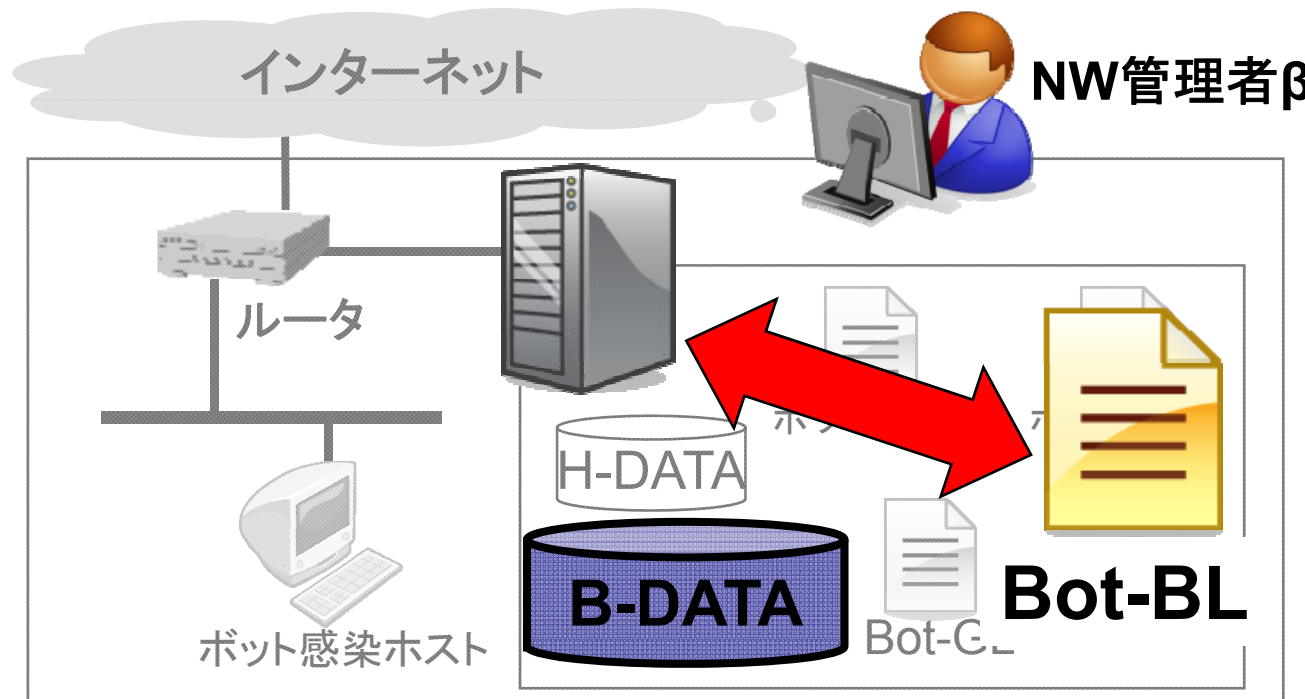 インターネット
NW管理者β
ルータ
H-DATA
B-DATA
Bot-BL
ボット感染ホスト